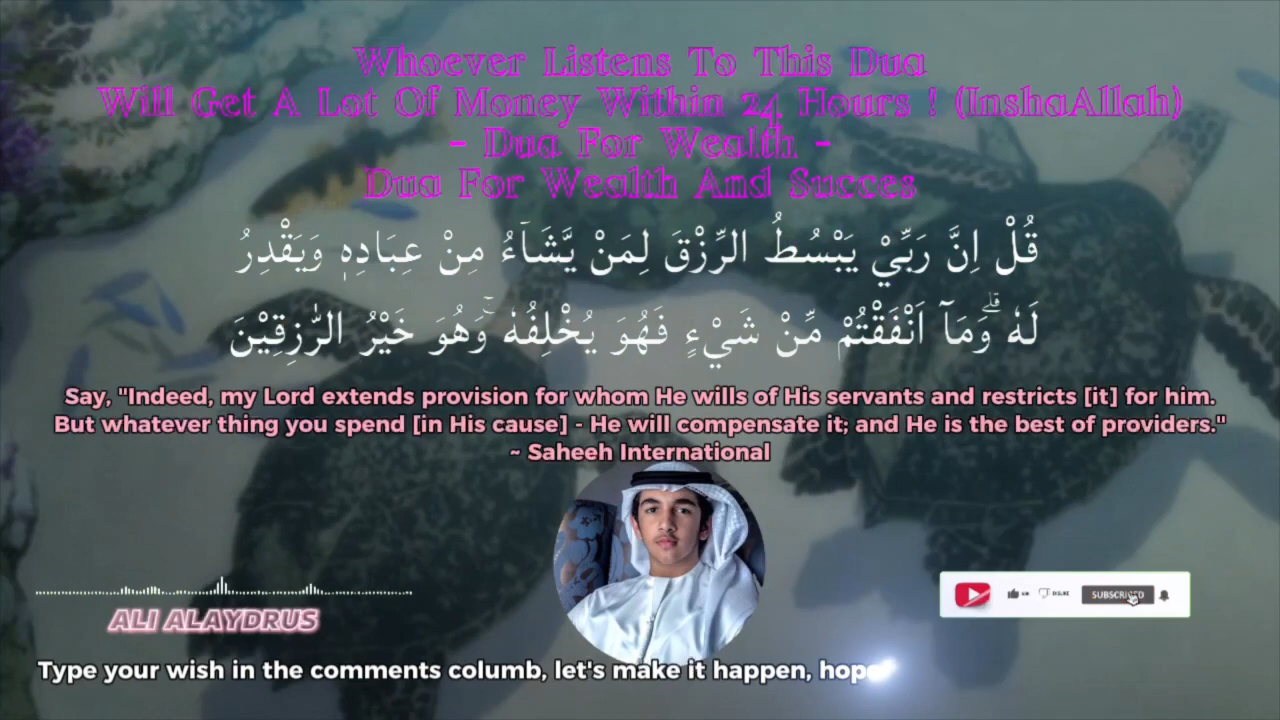 Whoever Listens To This Dua
Will Get A Lot Of Money Within 24 Hours ! (InshaAllah)
- Dua For Wealth -
Dua For Wealth And Succes
قُلْ اِنَّ رَبِّيْ يَبْسُطُ الرِّزْقَ لِمَنْ يَّشَاۤءُ مِنْ عِبَادِهٖ وَيَقْدِرُ
لَهٗ ۗوَمَآ اَنْفَقْتُمْ مِّنْ شَيْءٍ فَهُوَ يُخْلِفُهٗ ۚوَهُوَ خَيْرُ الرّٰزِقِيْنَ
Say, "Indeed, my Lord extends provision for whom He wills of His servants and restricts [it] for him.
But whatever thing you spend [in His cause] - He will compensate it; and He is the best of providers."
~ Saheeh International
SUBSCRIBED
ALI ALAYDRUS
Type your wish in the comments columb, let's make it happen, hope